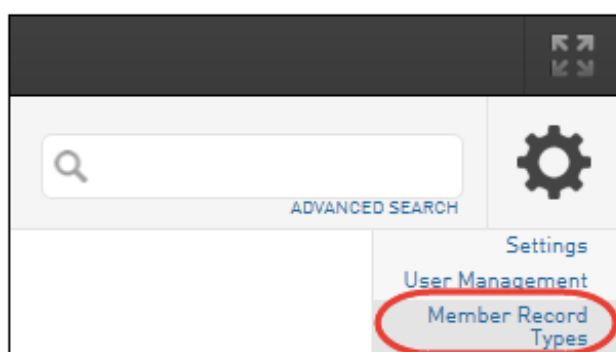 ADVANCED SEARCH
Settings
User Management
Member Record
Types